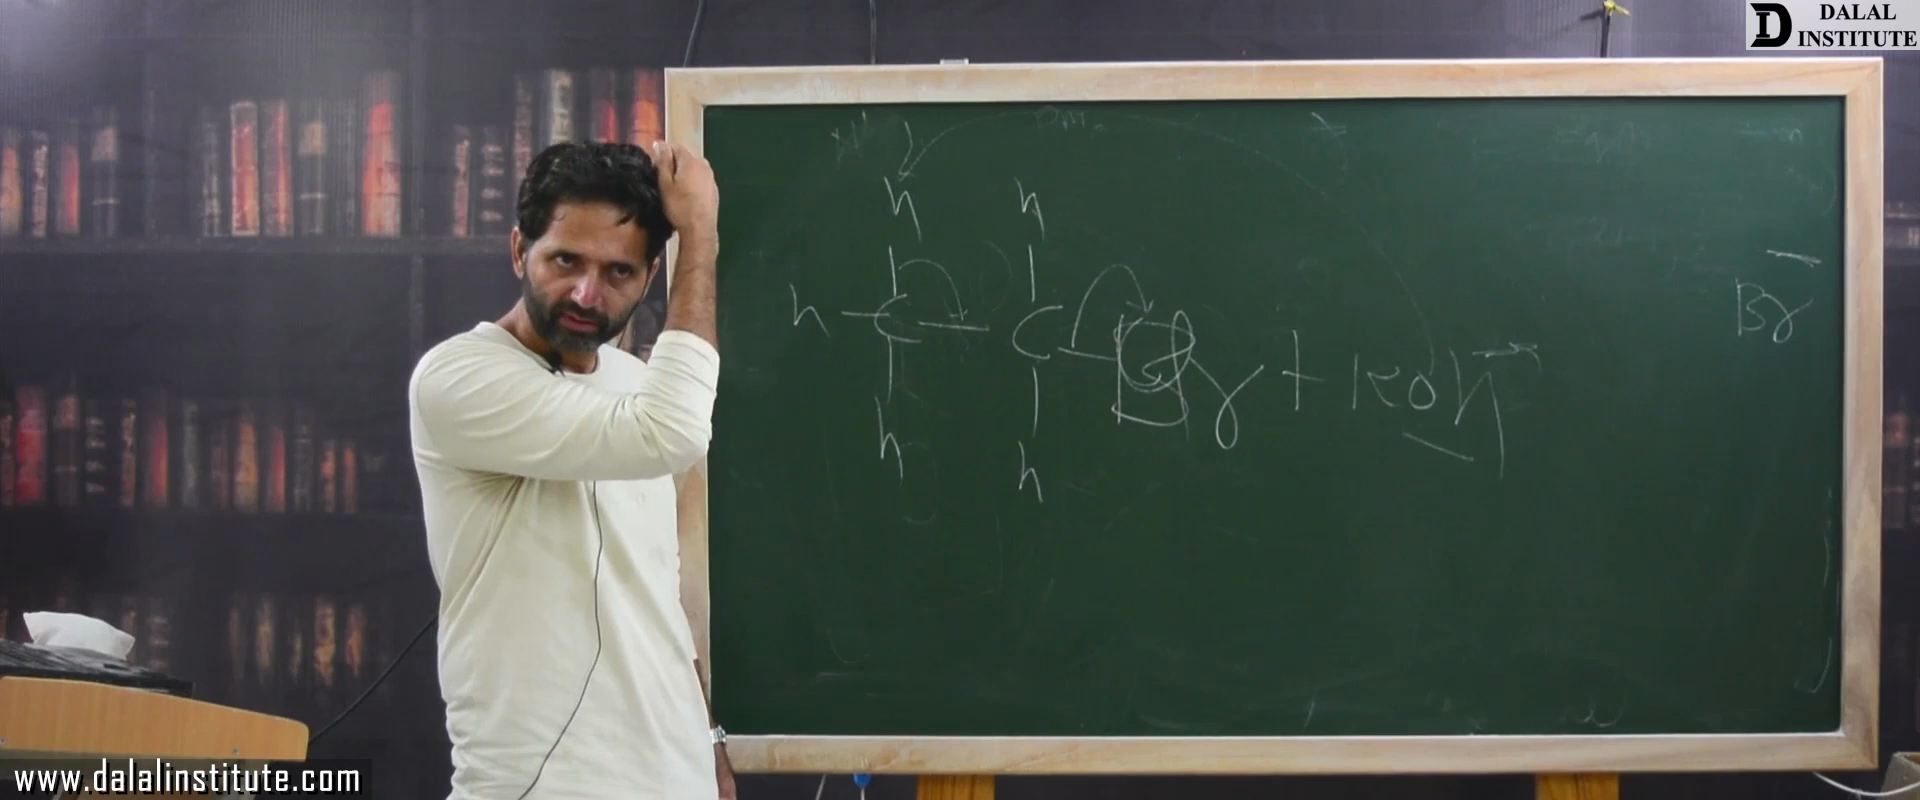 DALAL
INSTITUTE
h h
h - C - C - Br + KOH
h h
Br
www.dalalinstitute.com